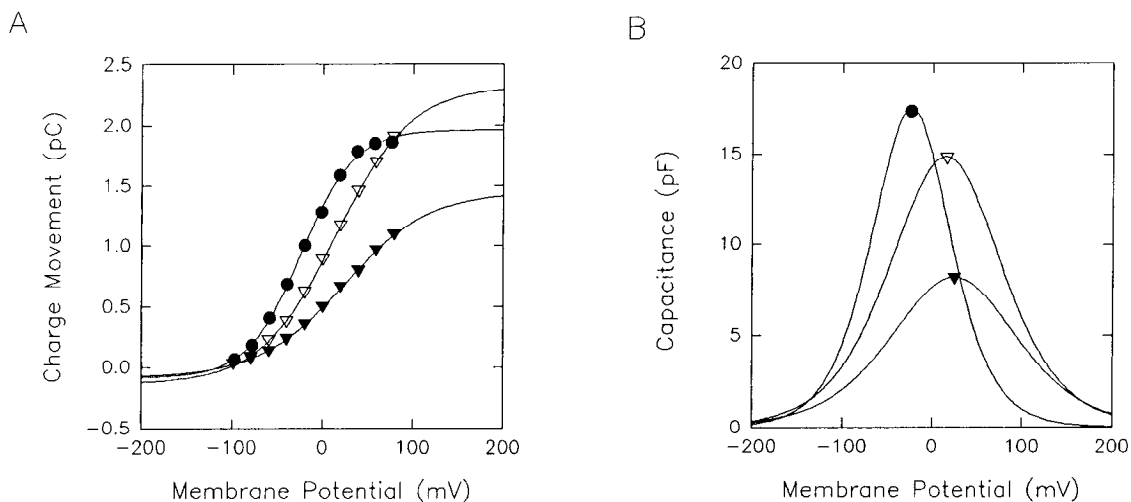 A
Charge Movement (pC)
2.5
2.0
1.5
1.0
0.5
0.0
−0.5
−200 −100 0 100 200
Membrane Potential (mV)
B
Capacitance (pF)
20
15
10
5
0
−200 −100 0 100 200
Membrane Potential (mV)